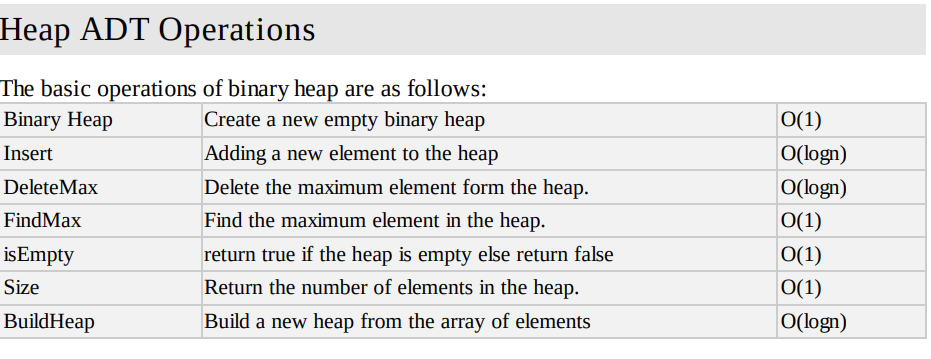 Heap ADT Operations
The basic operations of binary heap are as follows:
Binary Heap Create a new empty binary heap O(1)
Insert Adding a new element to the heap O(logn)
DeleteMax Delete the maximum element form the heap. O(logn)
FindMax Find the maximum element in the heap. O(1)
isEmpty return true if the heap is empty else return false O(1)
Size Return the number of elements in the heap. O(1)
BuildHeap Build a new heap from the array of elements O(logn)